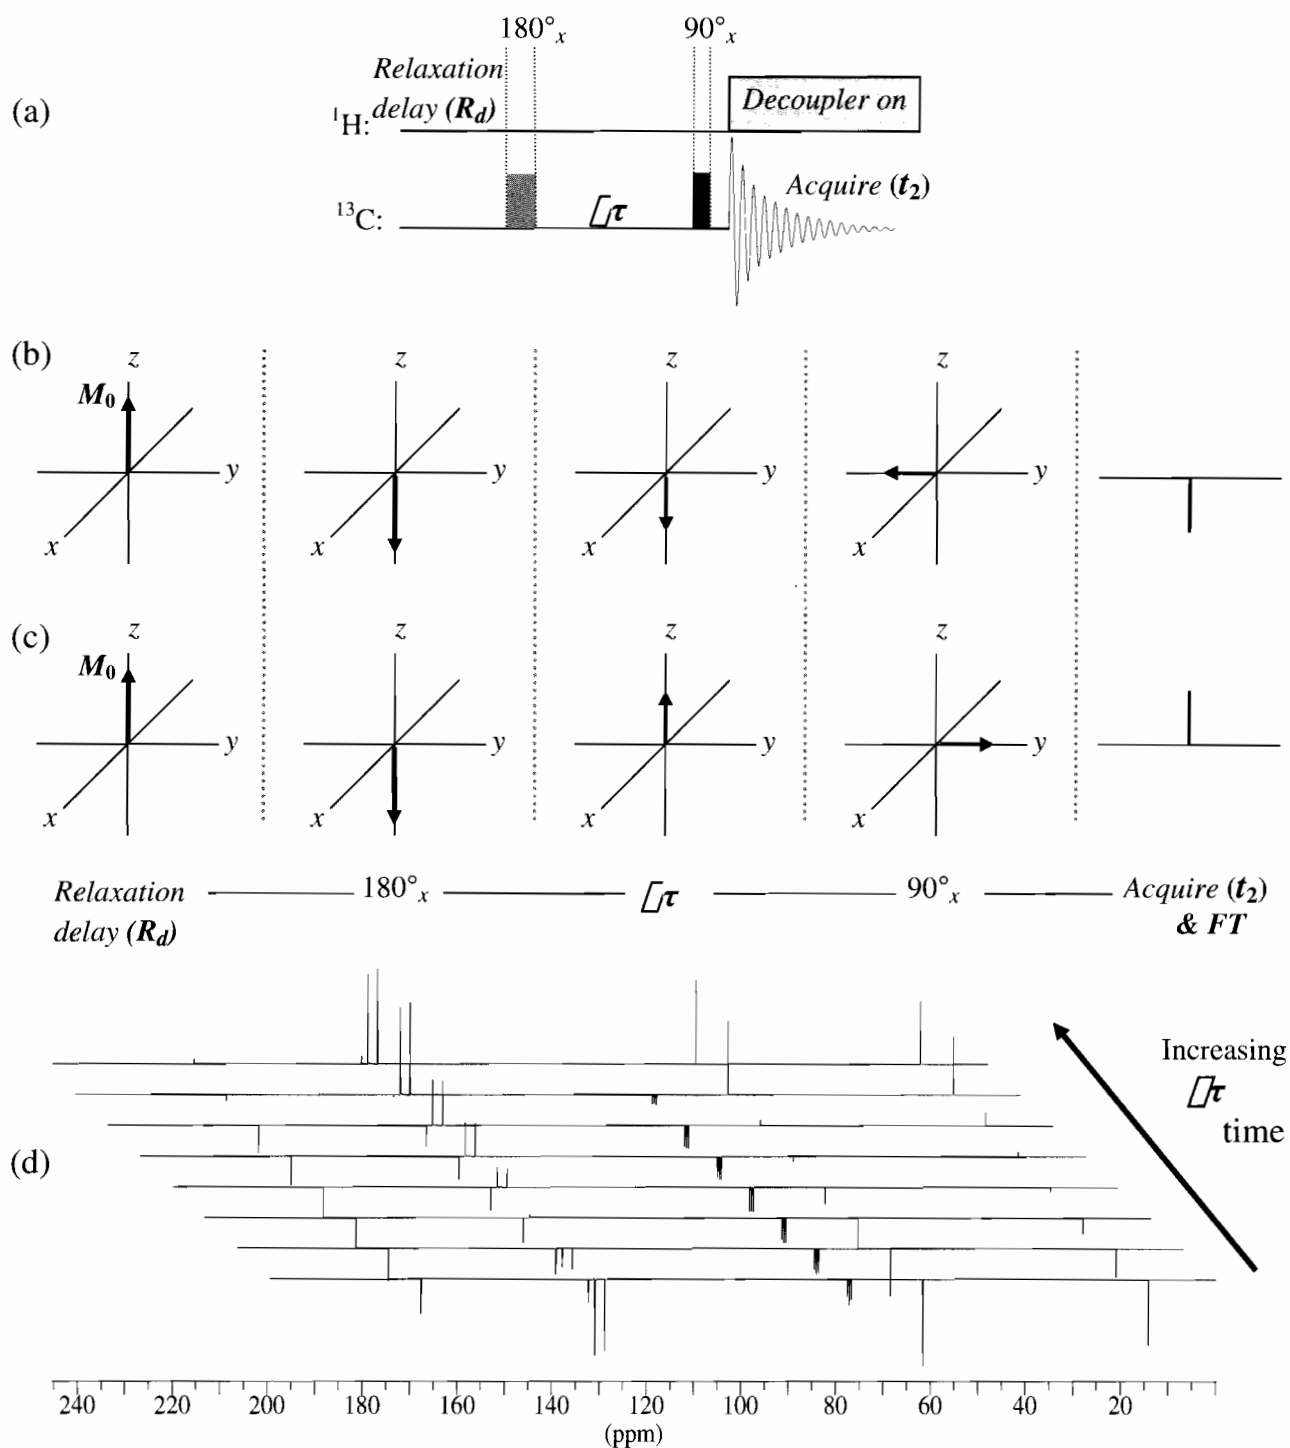 180°x 90°x
Relaxation
delay (Rd)
(a)
Decoupler on
¹H:
Acquire (t₂)
¹³C:
τ
(b)
z z z z
M₀
y y y y
x x x x
(c)
z z z z
M₀
y y y y
x x x x
Relaxation 180°x τ 90°x Acquire (t₂)
delay (Rd) & FT
Increasing
τ
time
(d)
240 220 200 180 160 140 120 100 80 60 40 20
(ppm)